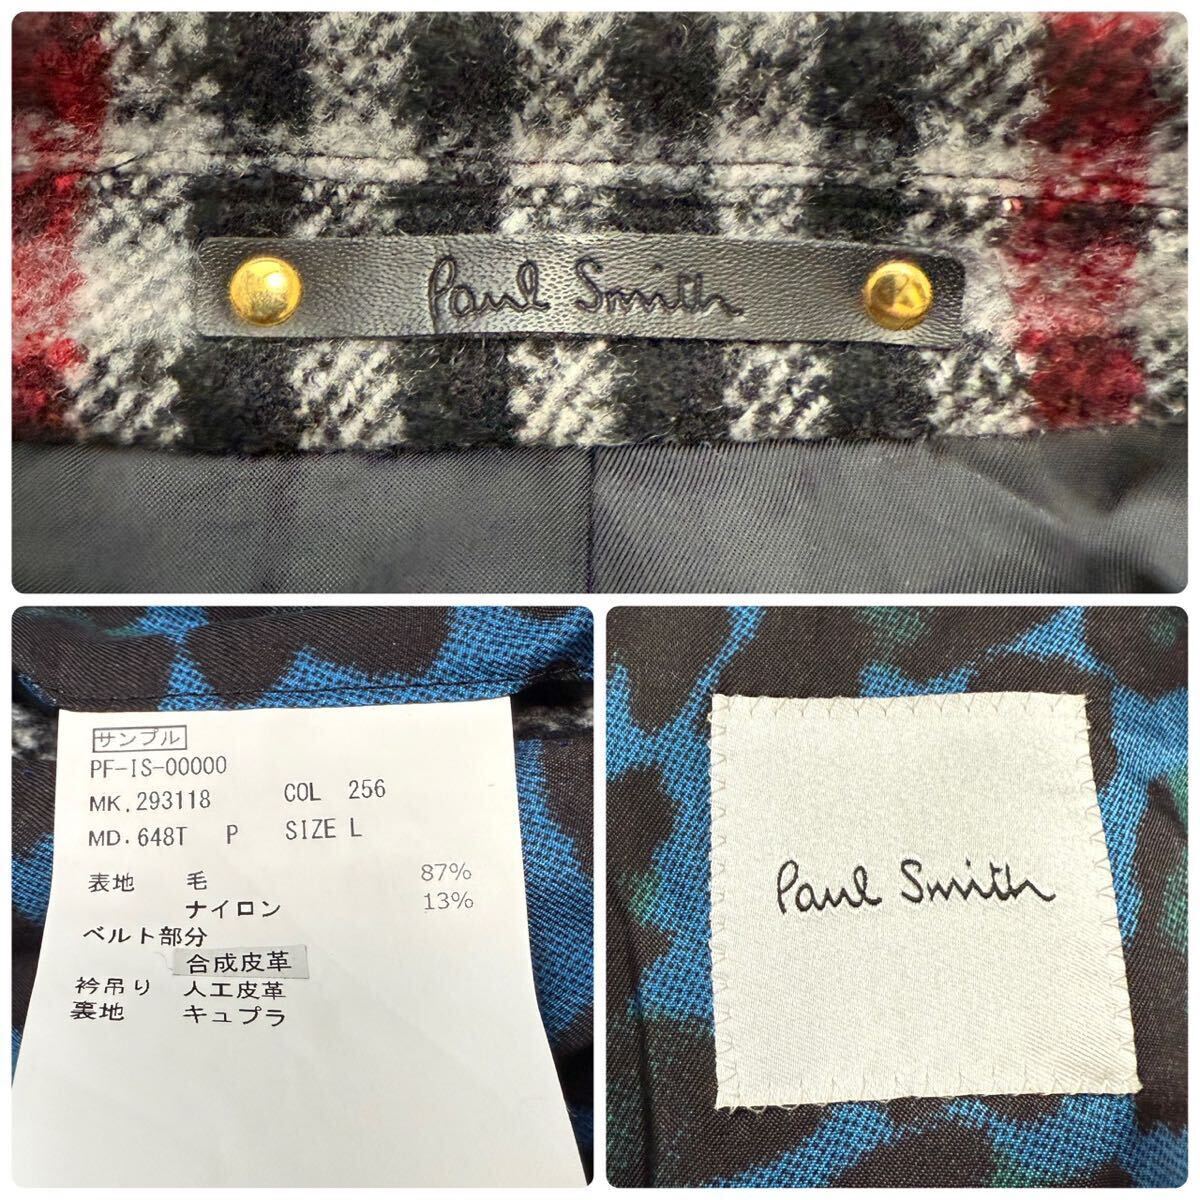 Paul Smith
サンプル
PF-IS-00000
MK.293118 COL 256
MD.648T P SIZE L
表地 毛 87%
ナイロン 13%
ベルト部分
合成皮革
衿吊り 人工皮革
裏地 キュプラ
Paul Smith